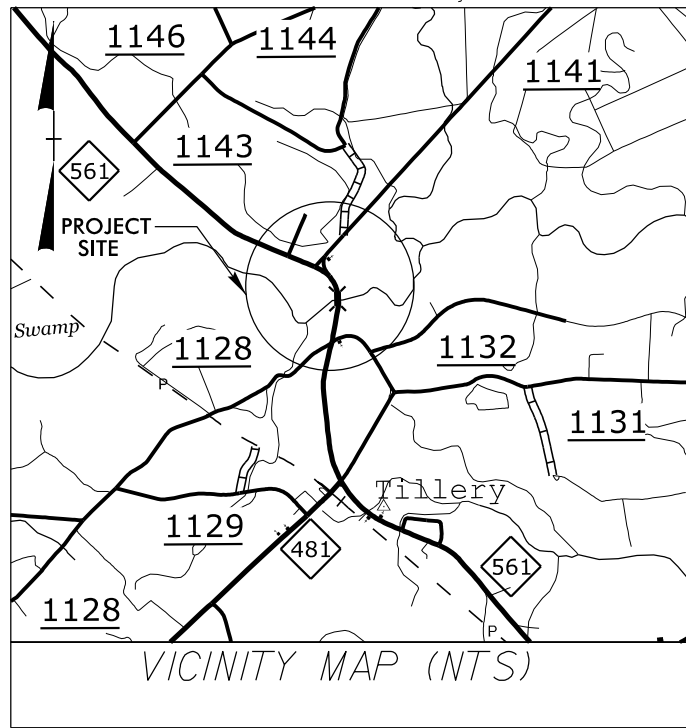 1146
1144
1141
1143
561
PROJECT
SITE
Swamp
1128
1132
P
1131
Tillery
1129
481
561
1128
P
VICINITY MAP (NTS)